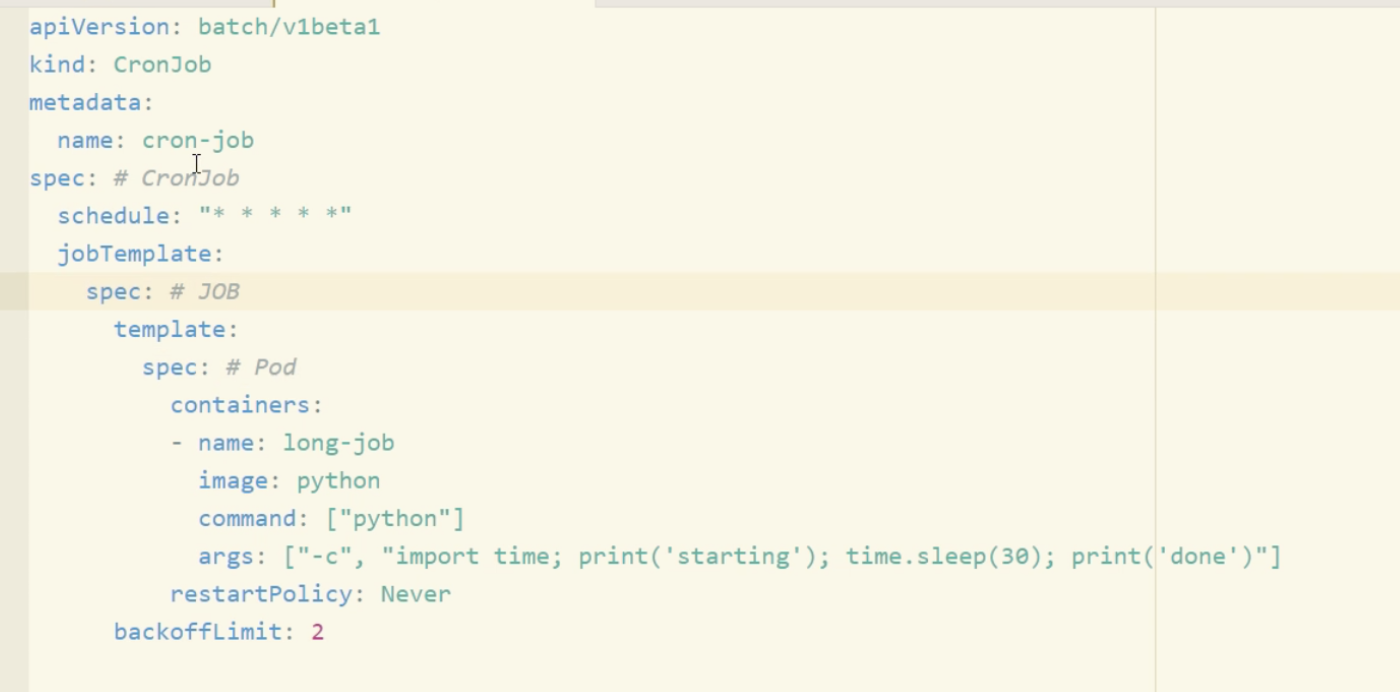 apiVersion: batch/v1beta1
kind: CronJob
metadata:
  name: cron-job
spec: # CronJob
  schedule: "* * * * *"
  jobTemplate:
    spec: # JOB
      template:
        spec: # Pod
          containers:
          - name: long-job
            image: python
            command: ["python"]
            args: ["-c", "import time; print('starting'); time.sleep(30); print('done')"]
          restartPolicy: Never
      backoffLimit: 2